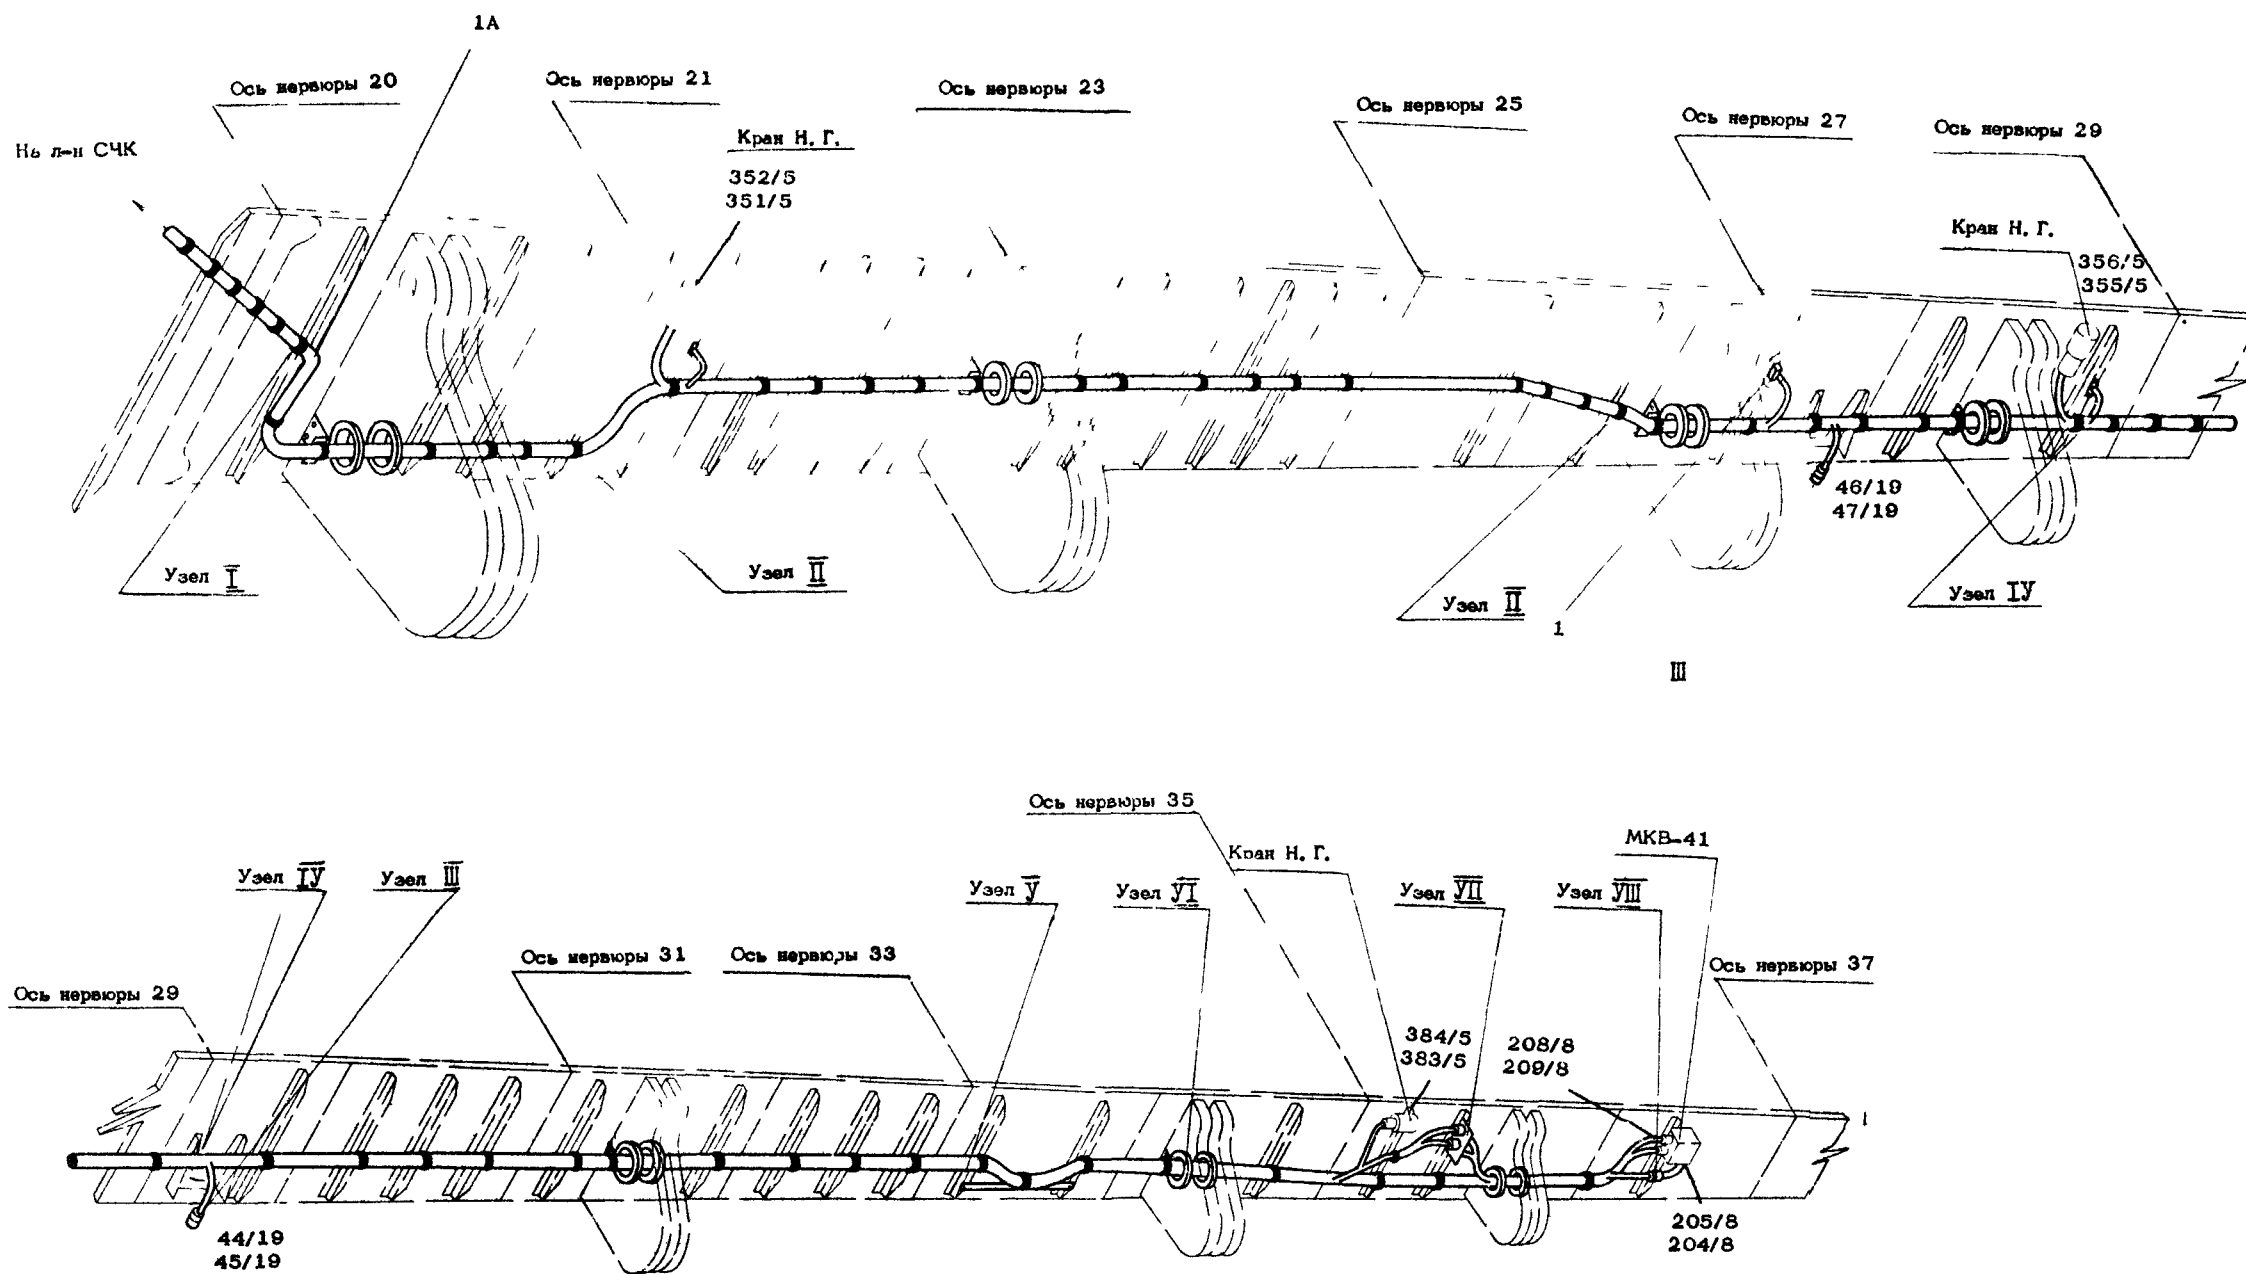 1А
Ось нервюры 20
Ось нервюры 21
Ось нервюры 23
Ось нервюры 25
Ось нервюры 27
Ось нервюры 29
На л-н СЧК
Кран Н. Г.
352/5
351/5
Кран Н. Г.
356/5
355/5
46/19
47/19
Узел I
Узел II
Узел II
1
Узел IУ
III
Ось нервюры 35
Кран Н. Г.
МКВ-41
Узел IУ
Узел III
Узел У
Узел УI
Узел УII
Узел УIII
Ось нервюры 29
Ось нервюры 31
Ось нервюры 33
Ось нервюры 37
384/5
383/5
208/8
209/8
44/19
45/19
205/8
204/8